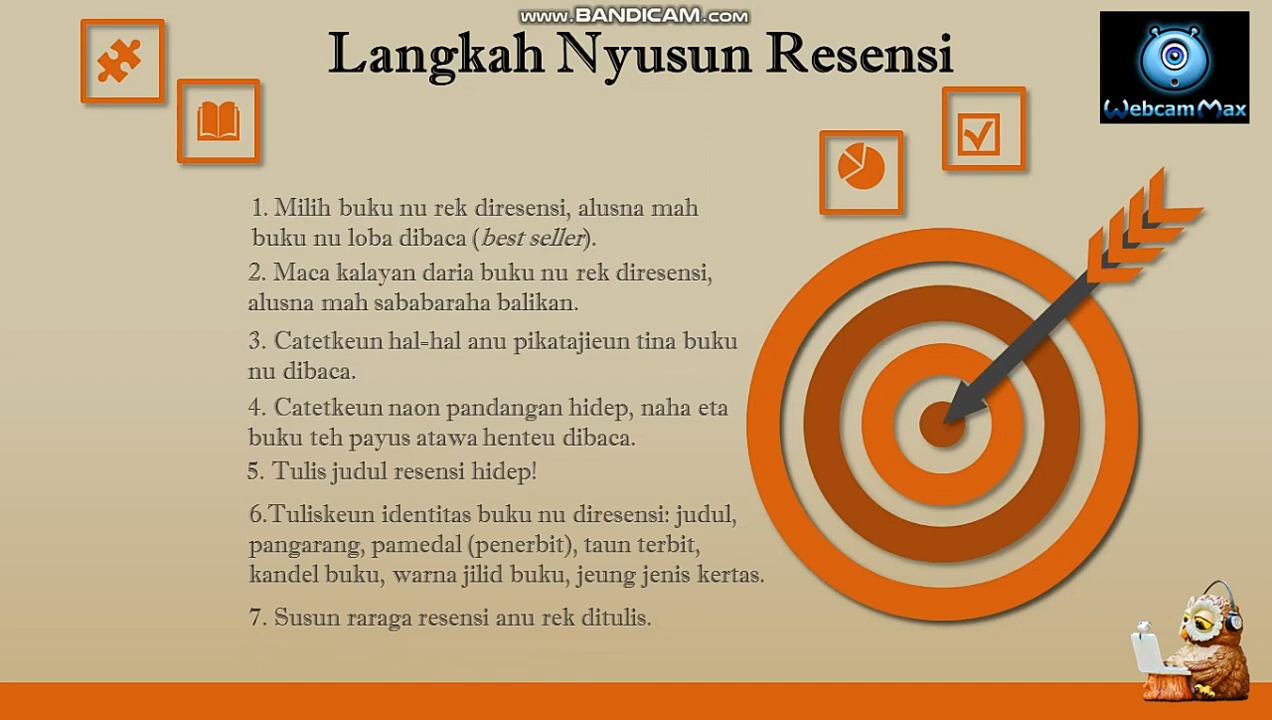 www.BANDICAM.com
Langkah Nyusun Resensi
WebcamMax
1. Milih buku nu rek diresensi, alusna mah
buku nu loba dibaca (best seller).
2. Maca kalayan daria buku nu rek diresensi,
alusna mah sababaraha balikan.
3. Catetkeun hal-hal anu pikatajieun tina buku
nu dibaca.
4. Catetkeun naon pandangan hidep, naha eta
buku teh payus atawa henteu dibaca.
5. Tulis judul resensi hidep!
6.Tuliskeun identitas buku nu diresensi: judul,
pangarang, pamedal (penerbit), taun terbit,
kandel buku, warna jilid buku, jeung jenis kertas.
7. Susun raraga resensi anu rek ditulis.